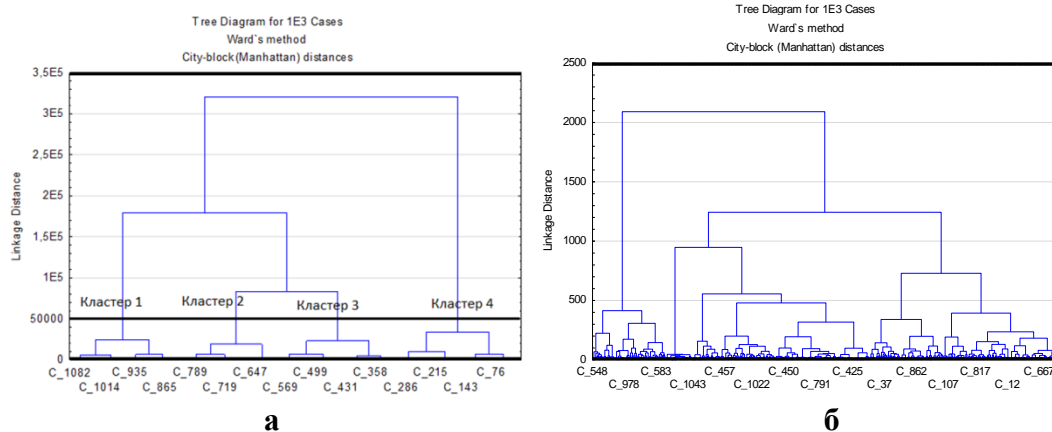 Tree Diagram for 1E3 Cases
Ward`s method
City-block (Manhattan) distances
3,5E5
3E5
2,5E5
2E5
1,5E5
1E5
50000
0
Linkage Distance
Кластер 1
Кластер 2
Кластер 3
Кластер 4
C_1082 C_935 C_789 C_647 C_499 C_358 C_215 C_76
C_1014 C_865 C_719 C_569 C_431 C_286 C_143
а
Tree Diagram for 1E3 Cases
Ward`s method
City-block (Manhattan) distances
2500
2000
1500
1000
500
0
Linkage Distance
C_548 C_583 C_457 C_450 C_425 C_862 C_817 C_667
C_978 C_1043 C_1022 C_791 C_37 C_107 C_12
б